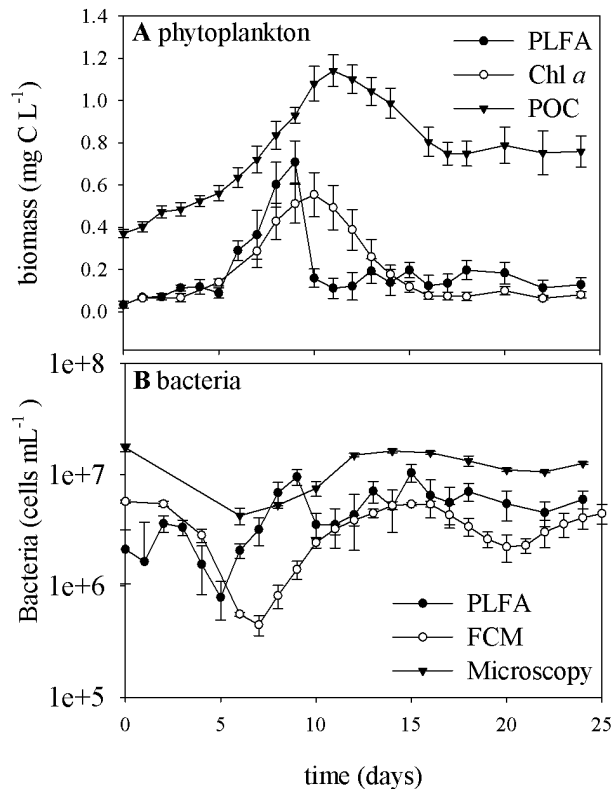 A phytoplankton
PLFA
Chl a
POC
1.4
1.2
1.0
0.8
0.6
0.4
0.2
0.0
biomass (mg C L⁻¹)
B bacteria
1e+8
1e+7
1e+6
1e+5
Bacteria (cells mL⁻¹)
PLFA
FCM
Microscopy
0 5 10 15 20 25
time (days)